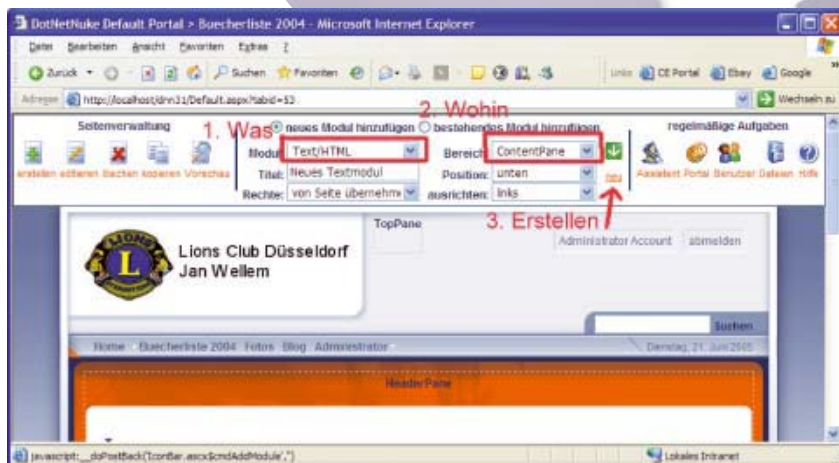 DotNetNuke Default Portal > Buecherliste 2004 - Microsoft Internet Explorer
Datei Bearbeiten Ansicht Favoriten Extras ?
Zurück Suchen Favoriten Links CE Portal Ebay Google
Adresse http://localhost/dnn31/Default.aspx?tabid=53 Wechseln zu
Seitenverwaltung 1. Was neues Modul hinzufügen 2. Wohin bestehendes Modul hinzufügen regelmäßige Aufgaben
Modul: Text/HTML Bereich: ContentPane
erstellen editieren löschen kopieren Vorschau Titel: Neues Textmodul Position: unten neu Assistent Portal Benutzer Dateien Hilfe
Rechte: von Seite übernehme ausrichten: links
3. Erstellen
TopPane
Administrator Account abmelden
Lions Club Düsseldorf
Jan Wellem
LIONS
L
INTERNATIONAL
Suchen
Home Buecherliste 2004 Fotos Blog Administrator Dienstag, 21. Juni 2005
HeaderPane
javascript:__doPostBack('IconBar.ascx$cmdAddModule','') Lokales Intranet